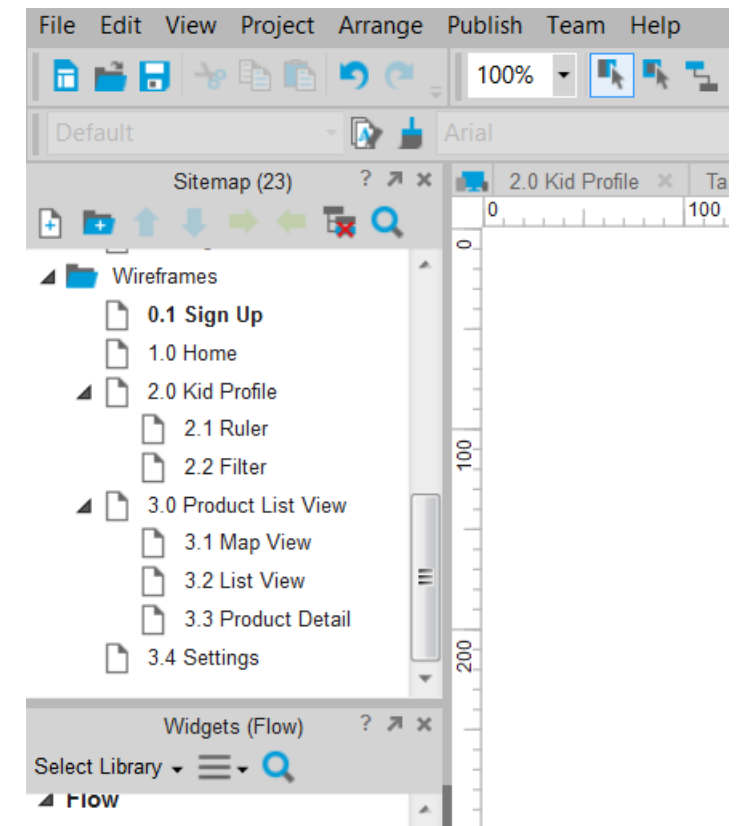 File Edit View Project Arrange Publish Team Help
100%
Default Arial
Sitemap (23) ? 2.0 Kid Profile Ta
0 100
0
Wireframes
0.1 Sign Up
1.0 Home
2.0 Kid Profile
2.1 Ruler
2.2 Filter
100
3.0 Product List View
3.1 Map View
3.2 List View
3.3 Product Detail
3.4 Settings
200
Widgets (Flow) ?
Select Library
Flow